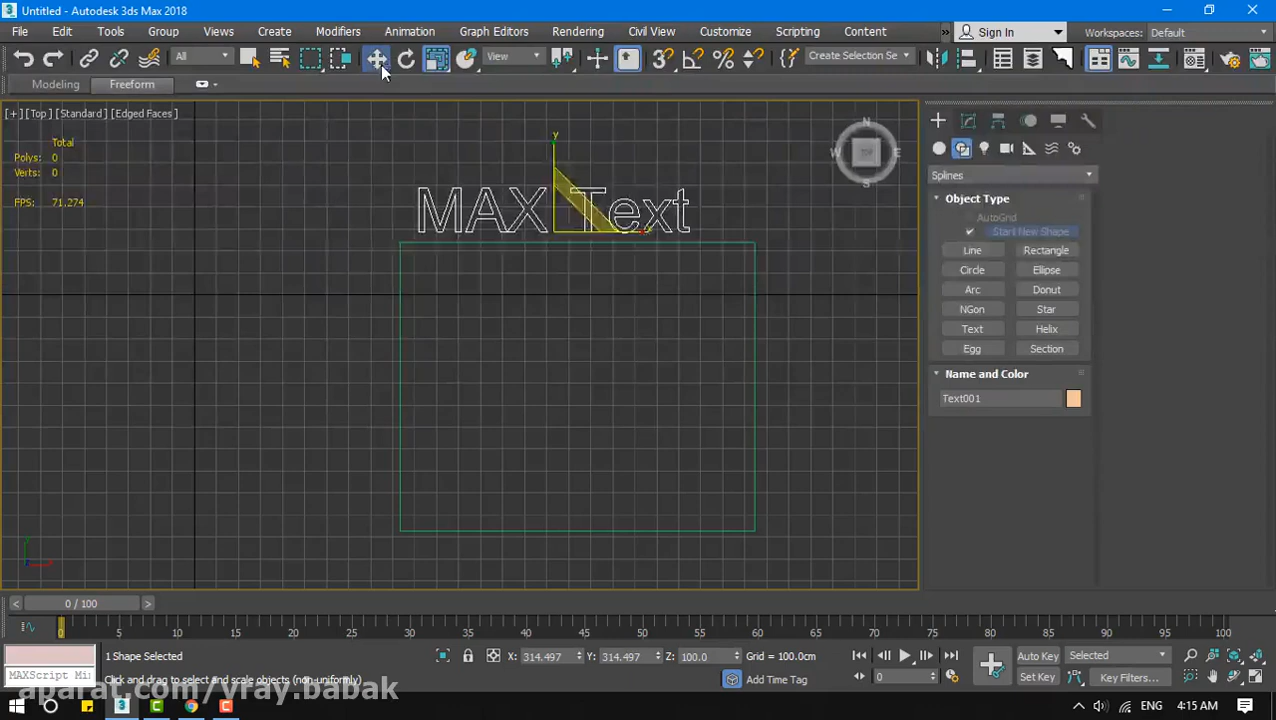 Untitled - Autodesk 3ds Max 2018
File Edit Tools Group Views Create Modifiers Animation Graph Editors Rendering Civil View Customize Scripting Content » Sign In Workspaces: Default
All View 3 Create Selection Se
Modeling Freeform
[+] [Top] [Standard] [Edged Faces]
Total
Polys: 0
Verts: 0
FPS: 71.274
y
MAX Text
N
W TOP E
S
Splines
Object Type
AutoGrid
Start New Shape
Line Rectangle
Circle Ellipse
Arc Donut
NGon Star
Text Helix
Egg Section
Name and Color
Text001
< 0 / 100 >
0 5 10 15 20 25 30 35 40 45 50 55 60 65 70 75 80 85 90 95 100
1 Shape Selected X: 314.497 Y: 314.497 Z: 100.0 Grid = 100.0cm Auto Key Selected
MAXScript Mi Click and drag to select and scale objects (non-uniformly) Add Time Tag 0 Set Key Key Filters...
aparat.com/vray.babak
ENG 4:15 AM